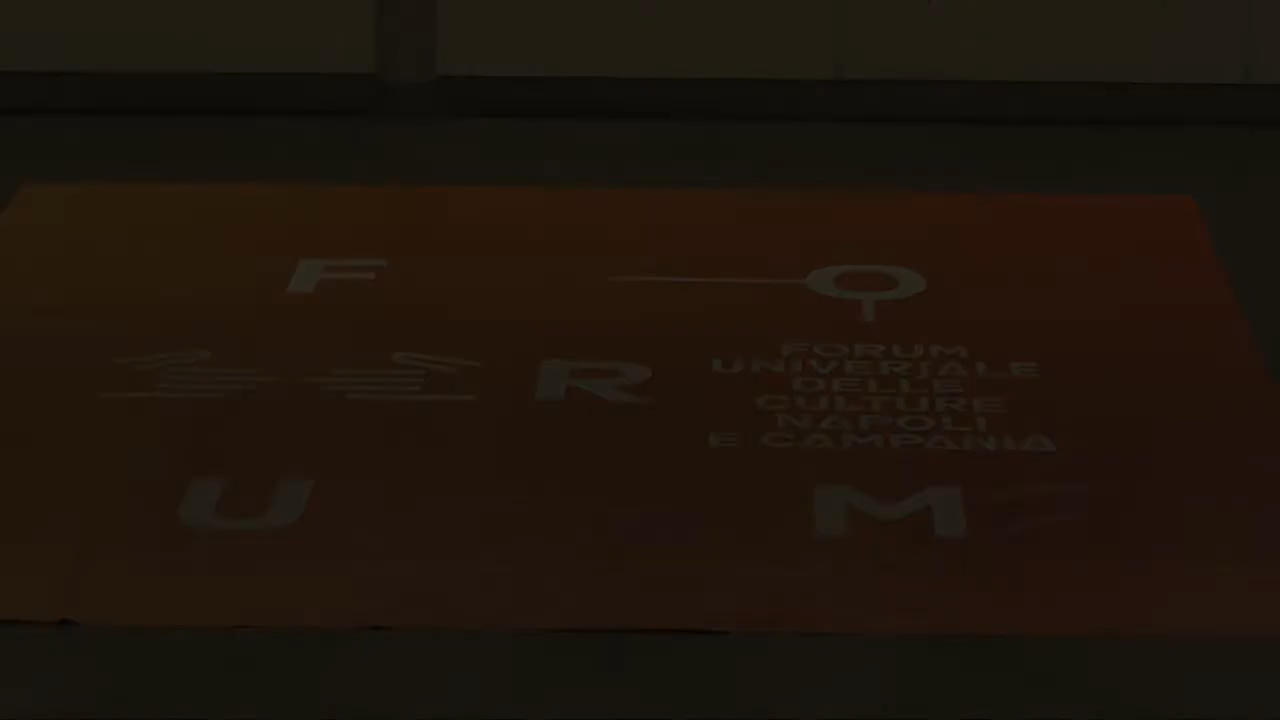 F O
R
FORUM
UNIVERSALE
DELLE
CULTURE
NAPOLI
E CAMPANIA
U M